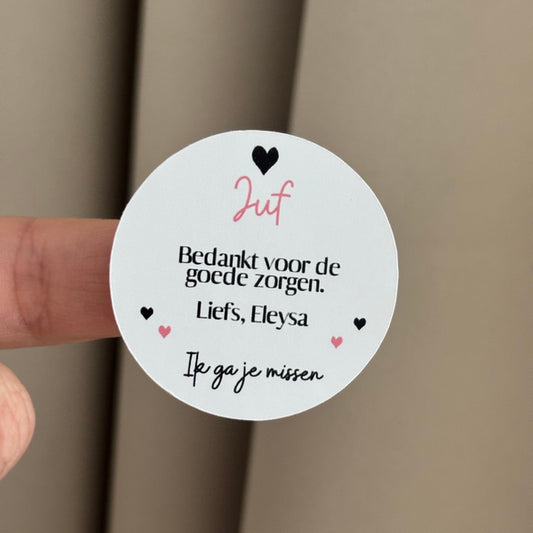 Juf
Bedankt voor de
goede zorgen.
Liefs, Eleysa
Ik ga je missen